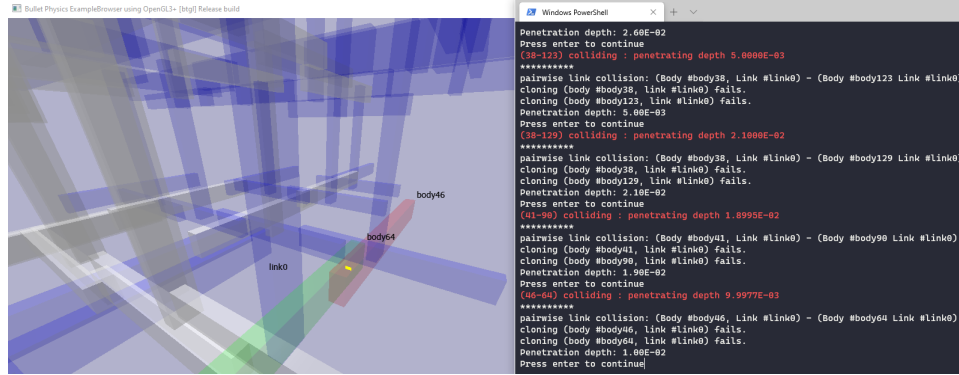 Bullet Physics ExampleBrowser using OpenGL3+ [btgl] Release build
body46
body64
link0
Windows PowerShell
Penetration depth: 2.60E-02
Press enter to continue
(38-123) colliding : penetrating depth 5.0000E-03
**********
pairwise link collision: (Body #body38, Link #link0) - (Body #body123 Link #link0)
cloning (body #body38, link #link0) fails.
cloning (body #body123, link #link0) fails.
Penetration depth: 5.00E-03
Press enter to continue
(38-129) colliding : penetrating depth 2.1000E-02
**********
pairwise link collision: (Body #body38, Link #link0) - (Body #body129 Link #link0)
cloning (body #body38, link #link0) fails.
cloning (body #body129, link #link0) fails.
Penetration depth: 2.10E-02
Press enter to continue
(41-90) colliding : penetrating depth 1.8995E-02
**********
pairwise link collision: (Body #body41, Link #link0) - (Body #body90 Link #link0)
cloning (body #body41, link #link0) fails.
cloning (body #body90, link #link0) fails.
Penetration depth: 1.90E-02
Press enter to continue
(46-64) colliding : penetrating depth 9.9977E-03
**********
pairwise link collision: (Body #body46, Link #link0) - (Body #body64 Link #link0)
cloning (body #body46, link #link0) fails.
cloning (body #body64, link #link0) fails.
Penetration depth: 1.00E-02
Press enter to continue